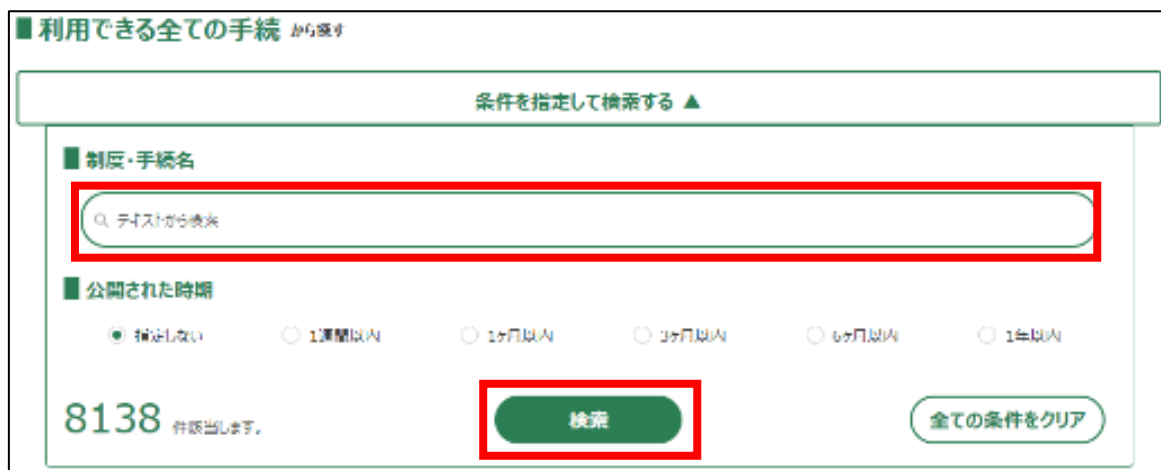 利用できる全ての手続 から探す
条件を指定して検索する ▲
制度・手続名
テキストから検索
公開された時期
指定しない 1週間以内 1ヶ月以内 3ヶ月以内 6ヶ月以内 1年以内
8138 件該当します。 検索 全ての条件をクリア